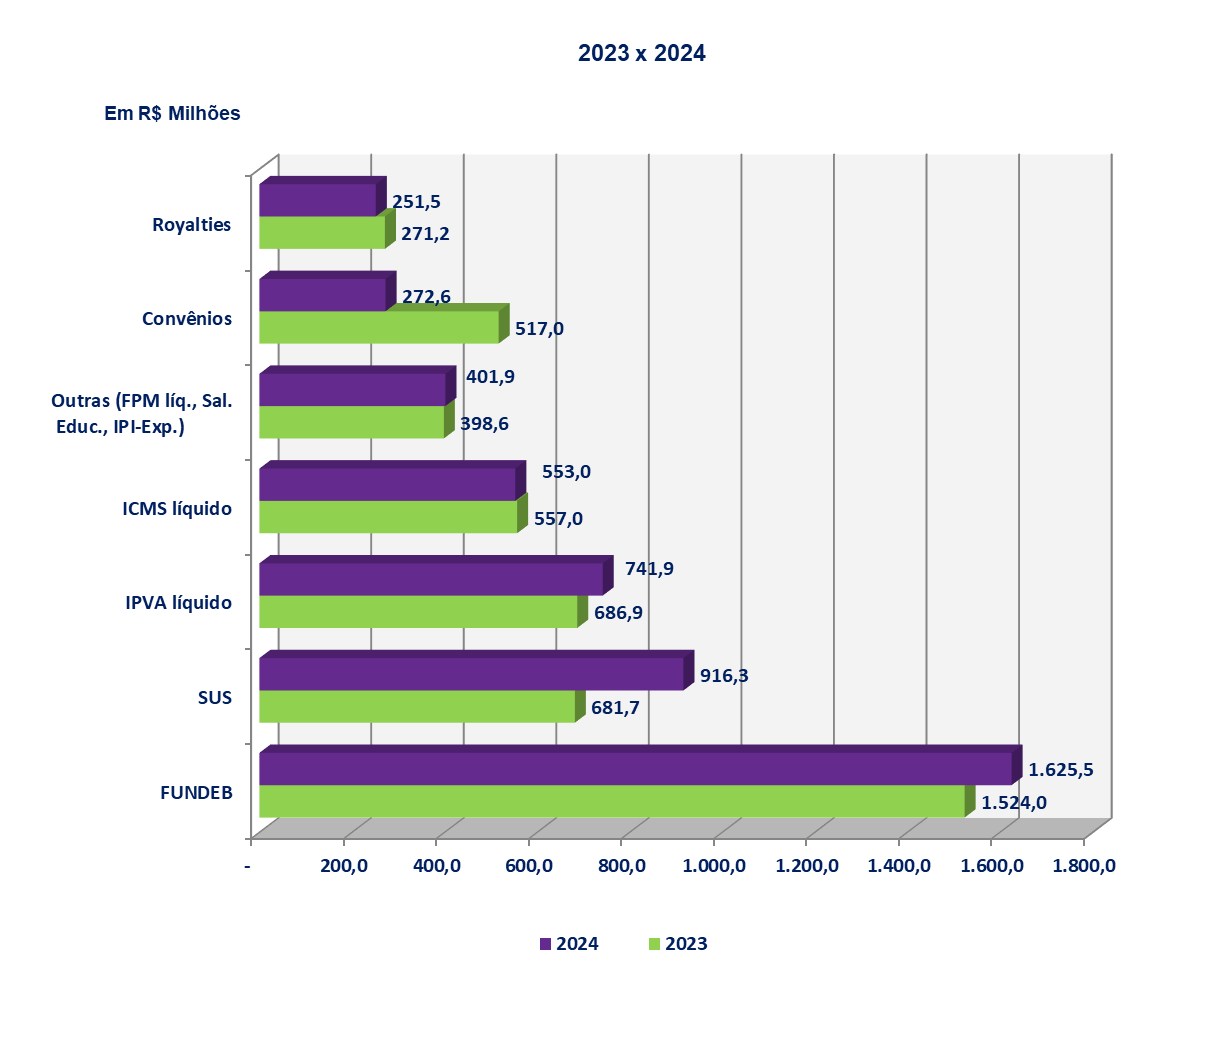 2023 x 2024
Em R$ Milhões
Royalties
251,5
271,2
Convênios
272,6
517,0
Outras (FPM líq., Sal.
Educ., IPI-Exp.)
401,9
398,6
ICMS líquido
553,0
557,0
IPVA líquido
741,9
686,9
SUS
916,3
681,7
FUNDEB
1.625,5
1.524,0
- 200,0 400,0 600,0 800,0 1.000,0 1.200,0 1.400,0 1.600,0 1.800,0
2024 2023